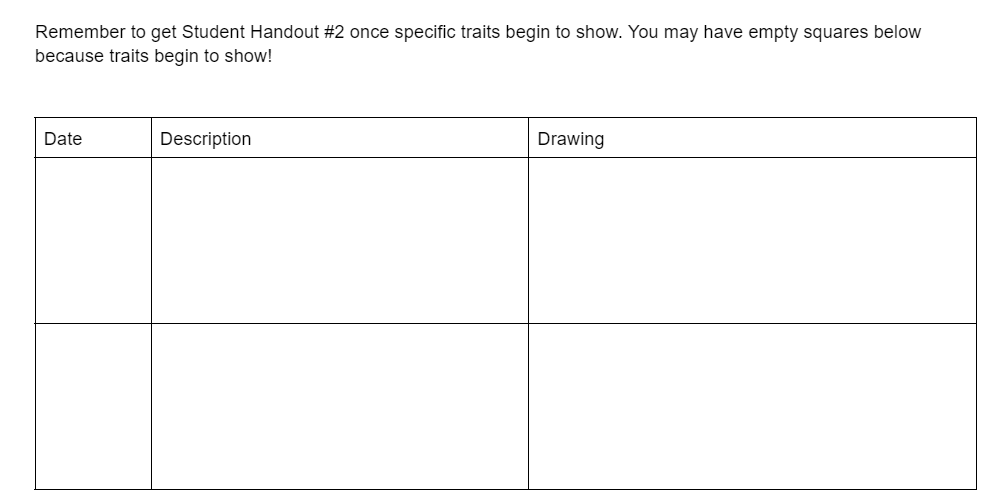 Remember to get Student Handout #2 once specific traits begin to show. You may have empty squares below
because traits begin to show!
Date Description Drawing